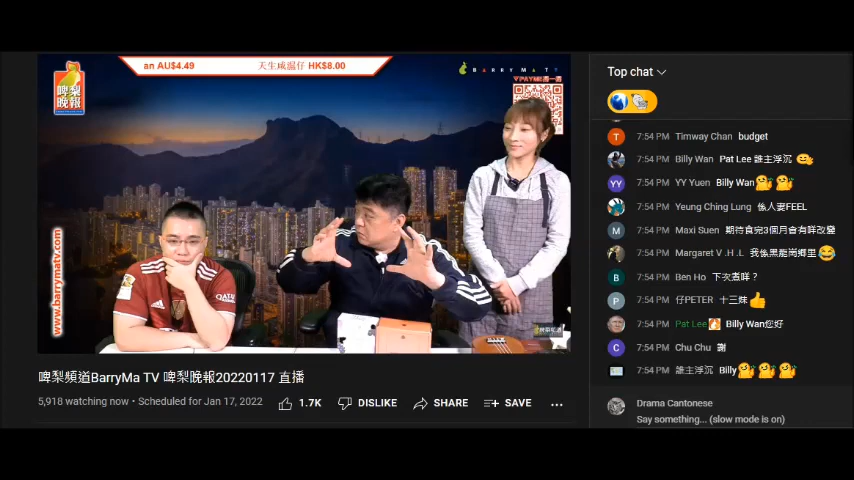 an AU$4.49 天生咸濕仔 HK$8.00
BARRYMA TV
啤梨
晚報
www.barrymatv.com
QATAR
啤梨頻道BarryMa TV 啤梨晚報20220117 直播
5,918 watching now • Scheduled for Jan 17, 2022
1.7K
DISLIKE
SHARE
SAVE
Top chat
T 7:54 PM Timway Chan budget
7:54 PM Billy Wan Pat Lee 誰主浮沉
YY 7:54 PM YY Yuen Billy Wan
7:54 PM Yeung Ching Lung 係人妻FEEL
M 7:54 PM Maxi Suen 期待食完3個月會有咩改變
7:54 PM Margaret V .H .L 我係黑龍崗鄉里
B 7:54 PM Ben Ho 下次煮咩？
P 7:54 PM 仔PETER 十三妹
7:54 PM Pat Lee Billy Wan您好
C 7:54 PM Chu Chu 謝
7:54 PM 誰主浮沉 Billy
Drama Cantonese
Say something... (slow mode is on)